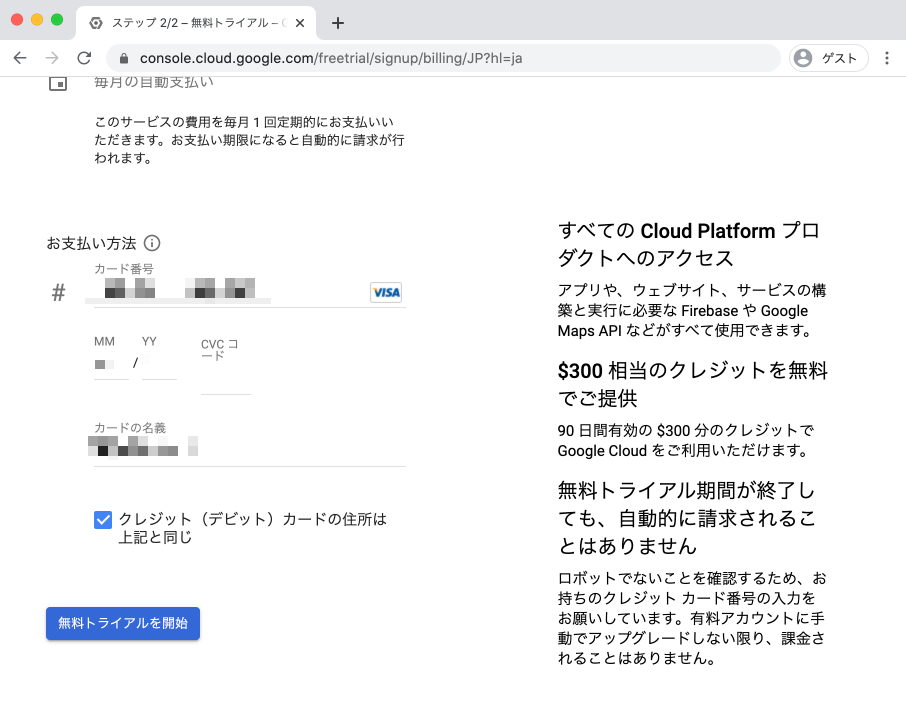 ステップ 2/2 – 無料トライアル –
console.cloud.google.com/freetrial/signup/billing/JP?hl=ja
ゲスト
毎月の自動支払い
このサービスの費用を毎月 1 回定期的にお支払いい
ただきます。お支払い期限になると自動的に請求が行
われます。
お支払い方法
カード番号
#
VISA
MM
YY
/
CVC コ
ード
カードの名義
クレジット（デビット）カードの住所は
上記と同じ
無料トライアルを開始
すべての Cloud Platform プロ
ダクトへのアクセス
アプリや、ウェブサイト、サービスの構
築と実行に必要な Firebase や Google
Maps API などがすべて使用できます。
$300 相当のクレジットを無料
でご提供
90 日間有効の $300 分のクレジットで
Google Cloud をご利用いただけます。
無料トライアル期間が終了し
ても、自動的に請求されるこ
とはありません
ロボットでないことを確認するため、お
持ちのクレジット カード番号の入力を
お願いしています。有料アカウントに手
動でアップグレードしない限り、課金さ
れることはありません。